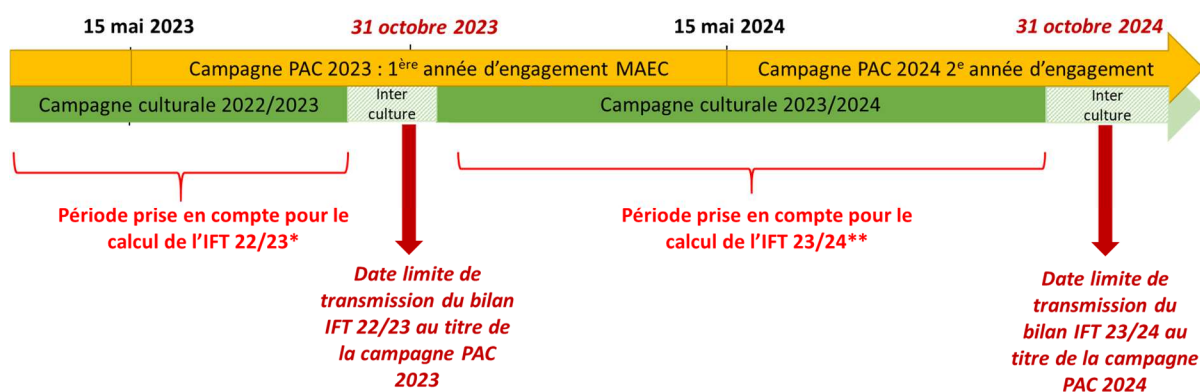 15 mai 2023
31 octobre 2023
15 mai 2024
31 octobre 2024
Campagne PAC 2023 : 1ère année d’engagement MAEC
Campagne PAC 2024 2e année d’engagement
Campagne culturale 2022/2023
Inter
culture
Campagne culturale 2023/2024
Inter
culture
Période prise en compte pour le
calcul de l’IFT 22/23*
Période prise en compte pour le
calcul de l’IFT 23/24**
Date limite de
transmission du bilan
IFT 22/23 au titre de
la campagne PAC
2023
Date limite de
transmission du
bilan IFT 23/24 au
titre de la campagne
PAC 2024